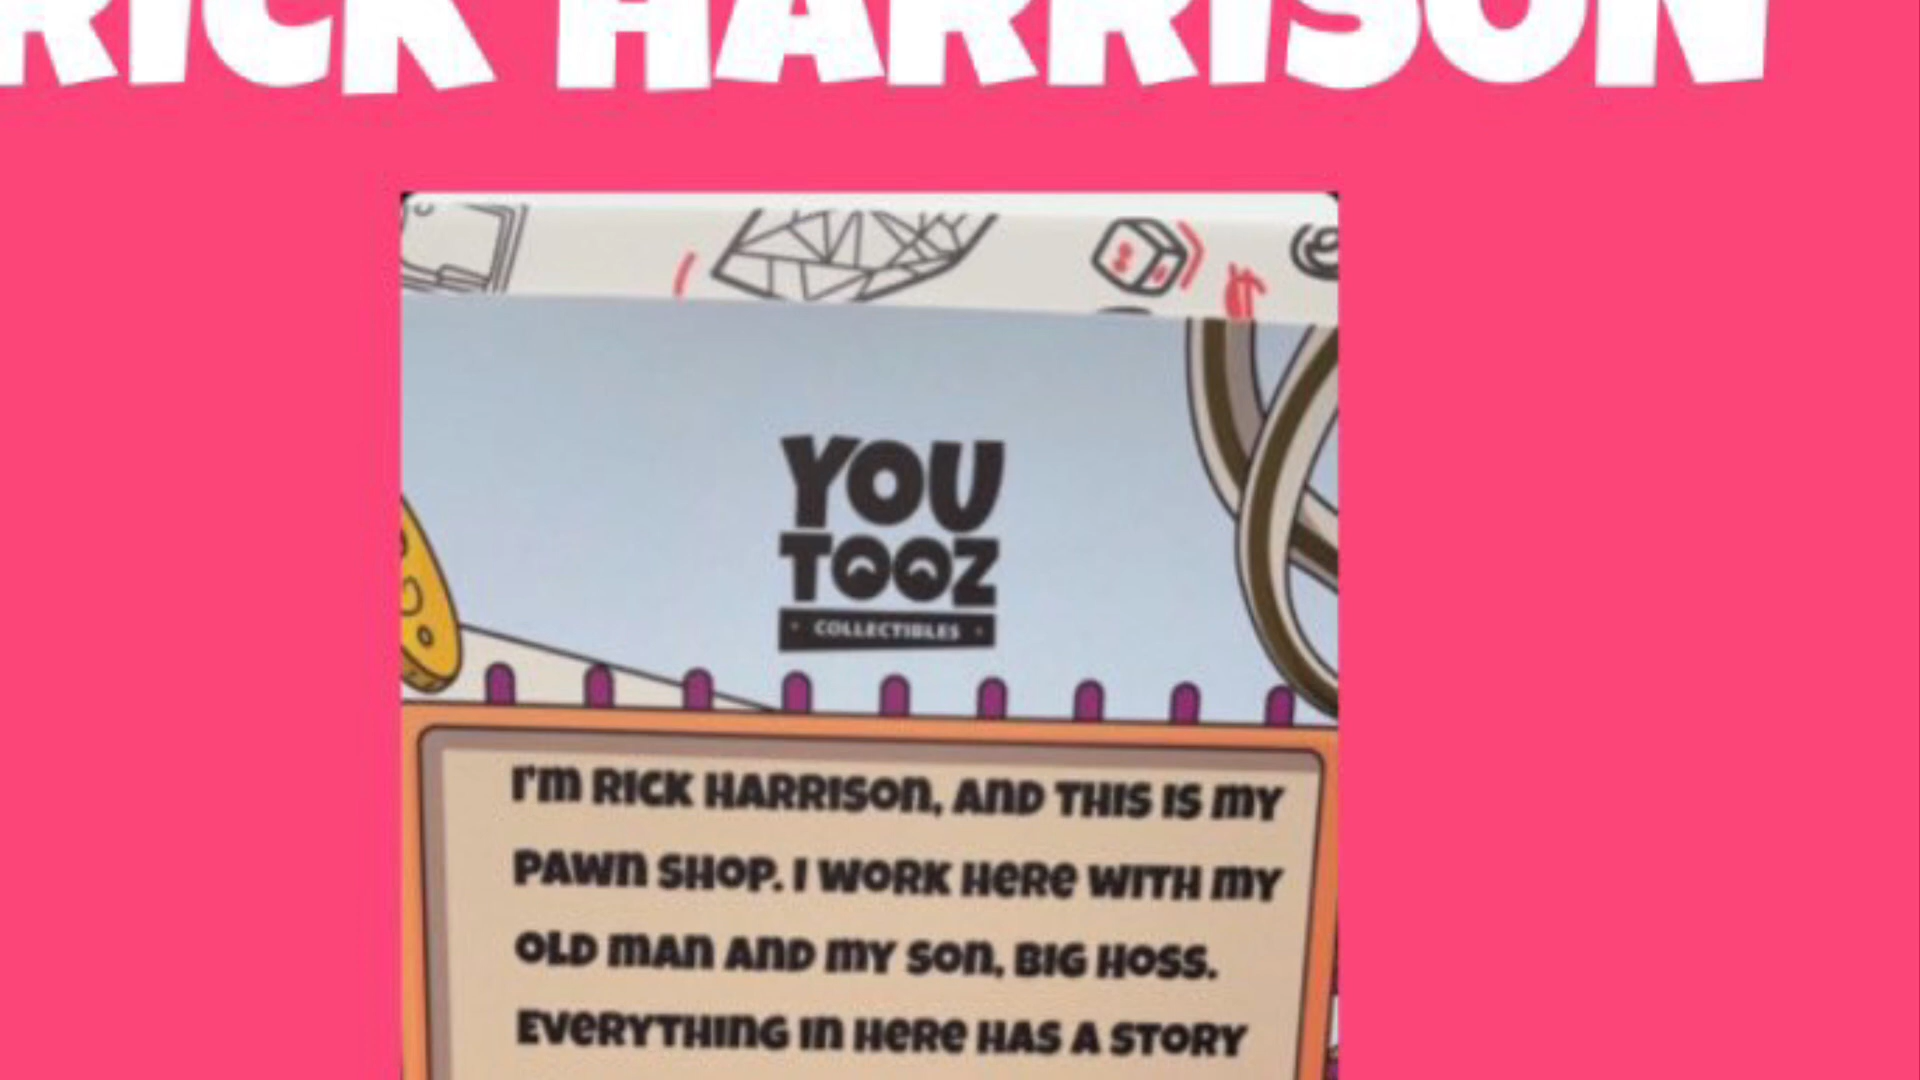 RICK HARRISON
YOU
TOOZ
COLLECTIBLES
I'm RICK HARRISON, AND THIS IS MY
PAWN SHOP. I WORK HERE WITH MY
OLD MAN AND MY SON, BIG HOSS.
EVERYTHING IN HERE HAS A STORY